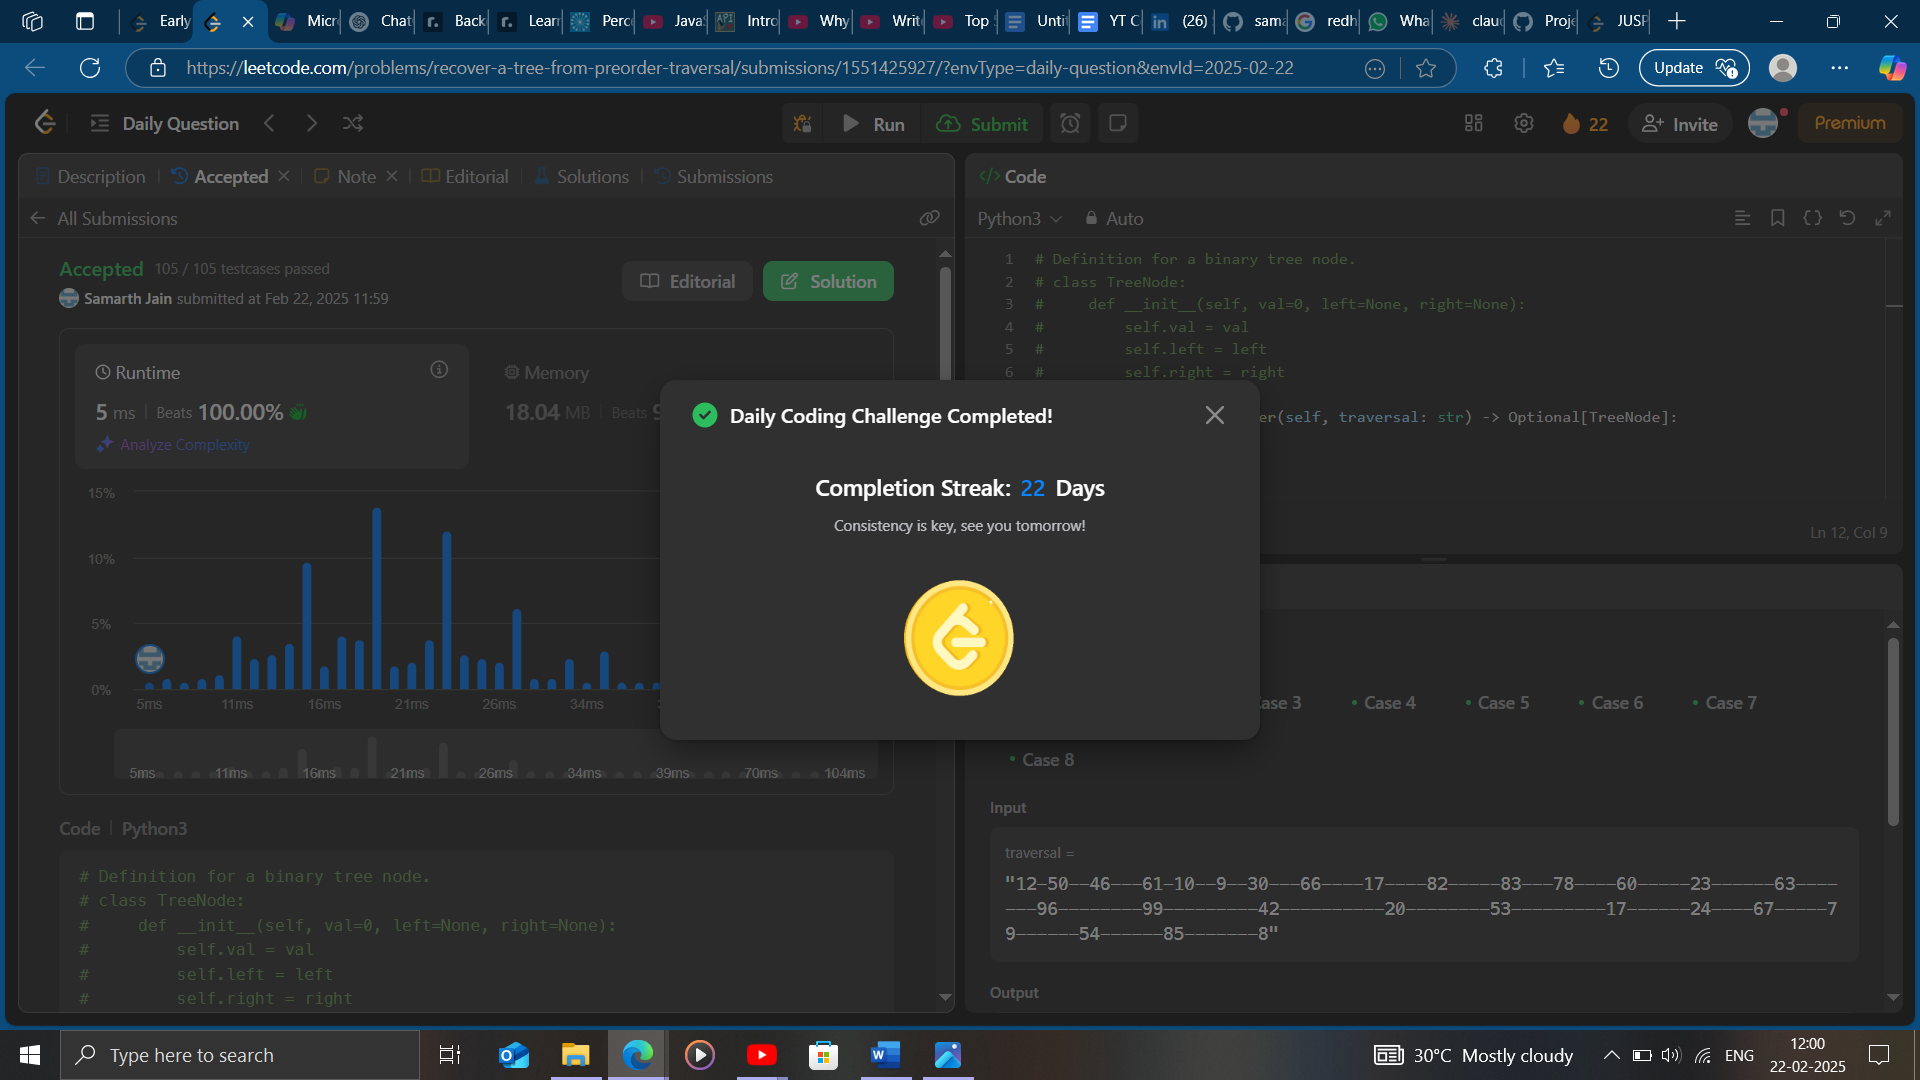 Early
Micr
Chat
Back
Lear
Perc
Java
Intro
Why
Writ
Top
Unti
YT C
(26)
sama
redh
Wha
clau
Proj
JUSP
https://leetcode.com/problems/recover-a-tree-from-preorder-traversal/submissions/1551425927/?envType=daily-question&envId=2025-02-22
Update
Daily Question
Run
Submit
22
Invite
Premium
Description
Accepted
Note
Editorial
Solutions
Submissions
All Submissions
Accepted 105 / 105 testcases passed
Samarth Jain submitted at Feb 22, 2025 11:59
Editorial
Solution
Runtime
5 ms | Beats 100.00%
Analyze Complexity
Memory
18.04 MB | Beats 9
15%
10%
5%
0%
5ms 11ms 16ms 21ms 26ms 34ms
5ms 11ms 16ms 21ms 26ms 34ms 39ms 70ms 104ms
Code | Python3
# Definition for a binary tree node.
# class TreeNode:
#     def __init__(self, val=0, left=None, right=None):
#         self.val = val
#         self.left = left
#         self.right = right
Daily Coding Challenge Completed!
Completion Streak: 22 Days
Consistency is key, see you tomorrow!
</> Code
Python3
Auto
1 # Definition for a binary tree node.
2 # class TreeNode:
3 #     def __init__(self, val=0, left=None, right=None):
4 #         self.val = val
5 #         self.left = left
6 #         self.right = right
er(self, traversal: str) -> Optional[TreeNode]:
Ln 12, Col 9
ase 3
Case 4
Case 5
Case 6
Case 7
Case 8
Input
traversal =
"12-50--46---61-10--9--30---66----17----82-----83---78----60-----23------63----
---96--------99---------42----------20--------53---------17------24----67-----7
9------54------85-------8"
Output
Type here to search
30°C Mostly cloudy
ENG
12:00
22-02-2025